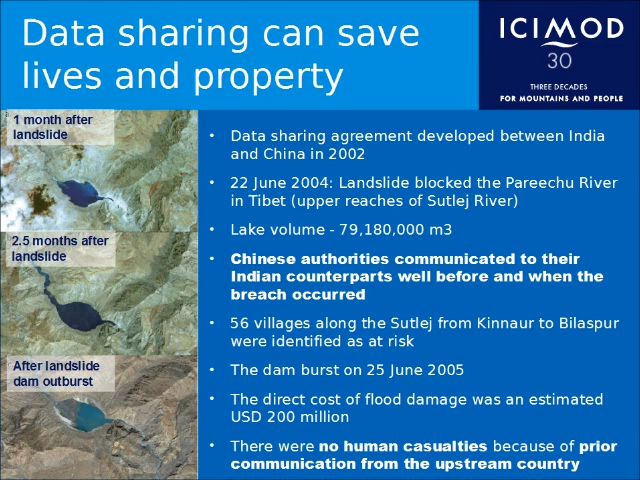 Data sharing can save
lives and property
ICIMOD
30
THREE DECADES
FOR MOUNTAINS AND PEOPLE
1 month after
landslide
2.5 months after
landslide
After landslide
dam outburst
• Data sharing agreement developed between India
and China in 2002
• 22 June 2004: Landslide blocked the Pareechu River
in Tibet (upper reaches of Sutlej River)
• Lake volume - 79,180,000 m3
• Chinese authorities communicated to their
Indian counterparts well before and when the
breach occurred
• 56 villages along the Sutlej from Kinnaur to Bilaspur
were identified as at risk
• The dam burst on 25 June 2005
• The direct cost of flood damage was an estimated
USD 200 million
• There were no human casualties because of prior
communication from the upstream country